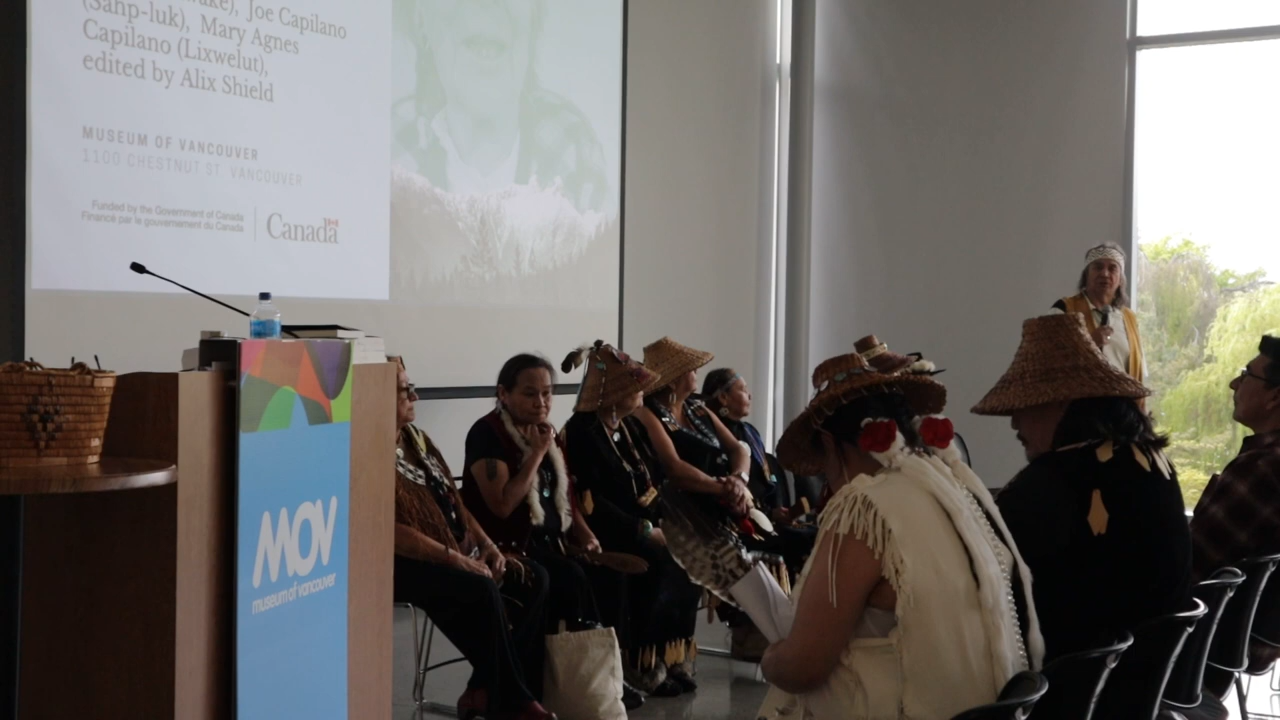 Joe Capilano
(Sahp-luk), Mary Agnes
Capilano (Lixwelut),
edited by Alix Shield
MUSEUM OF VANCOUVER
1100 CHESTNUT ST. VANCOUVER
Funded by the Government of Canada
Financé par le gouvernement du Canada
Canada
MOV
museum of vancouver